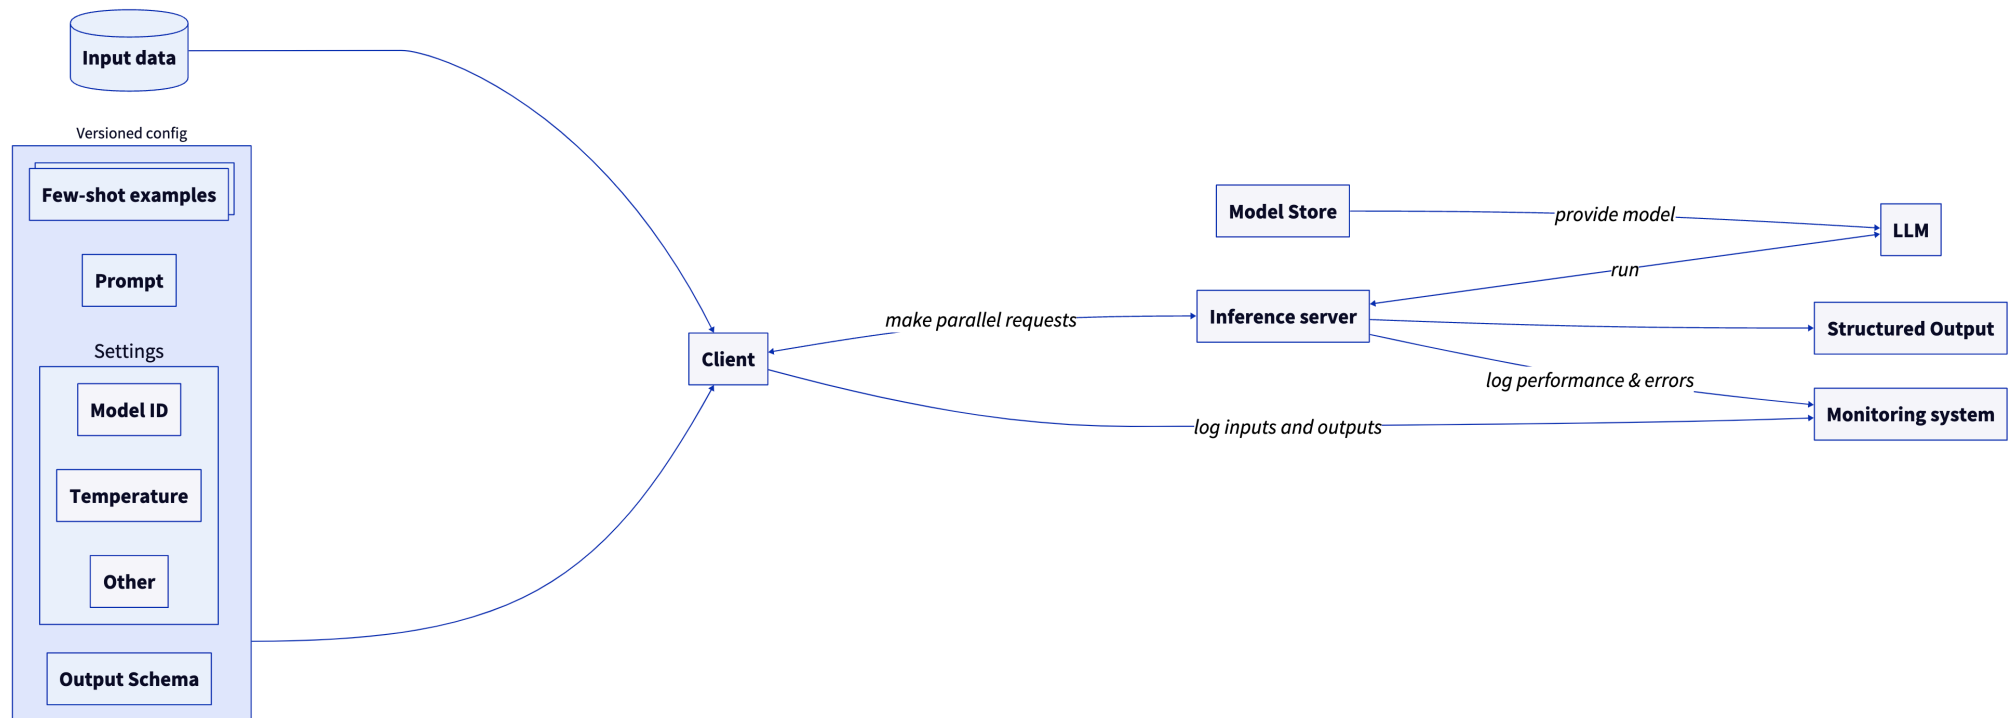 Input data
Versioned config
Few-shot examples
Prompt
Settings
Model ID
Temperature
Other
Output Schema
Client
make parallel requests
Model Store
provide model
LLM
run
Inference server
Structured Output
log performance & errors
Monitoring system
log inputs and outputs